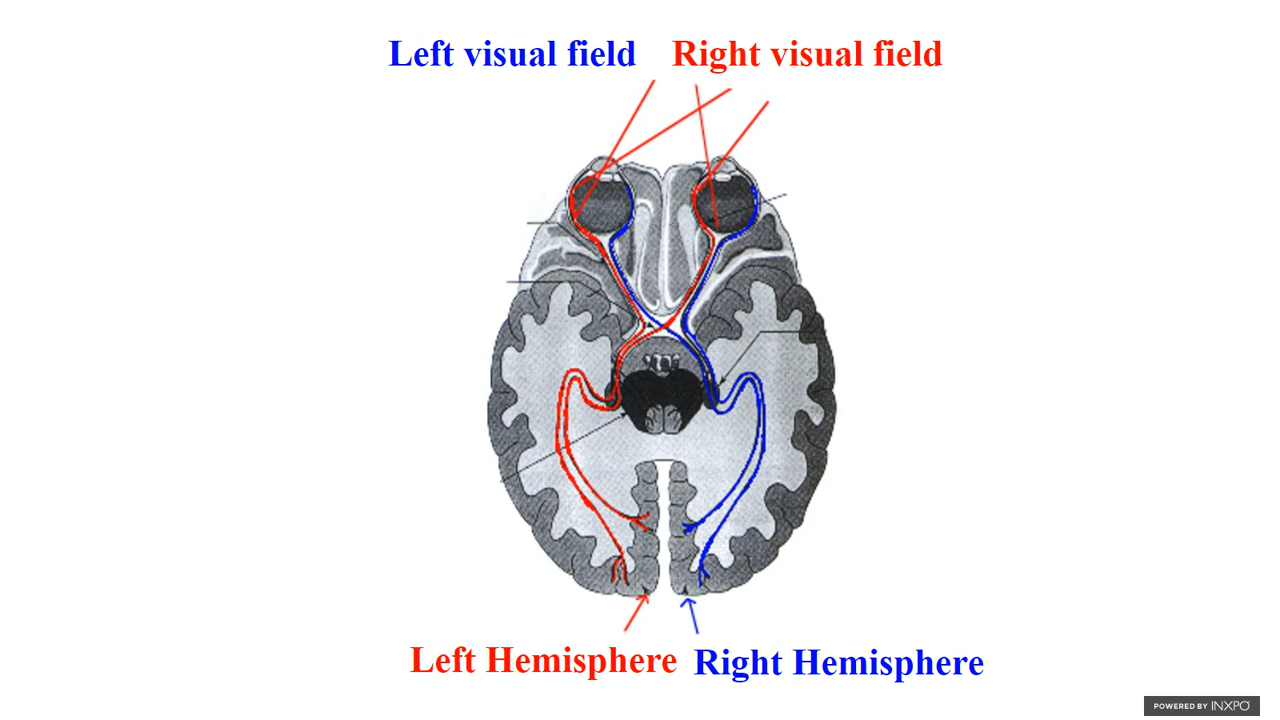 Left visual field
Right visual field
Left Hemisphere
Right Hemisphere
POWERED BY INXPO